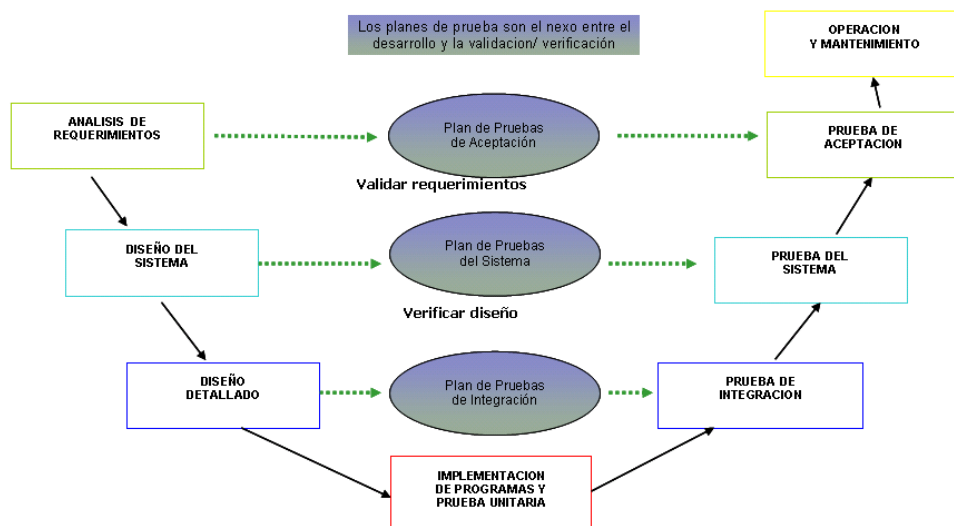 Los planes de prueba son el nexo entre el
desarrollo y la validacion/ verificación
OPERACION
Y MANTENIMIENTO
ANALISIS DE
REQUERIMIENTOS
Plan de Pruebas
de Aceptación
PRUEBA DE
ACEPTACION
Validar requerimientos
DISEÑO DEL
SISTEMA
Plan de Pruebas
del Sistema
PRUEBA DEL
SISTEMA
Verificar diseño
DISEÑO
DETALLADO
Plan de Pruebas
de Integración
PRUEBA DE
INTEGRACION
IMPLEMENTACION
DE PROGRAMAS Y
PRUEBA UNITARIA